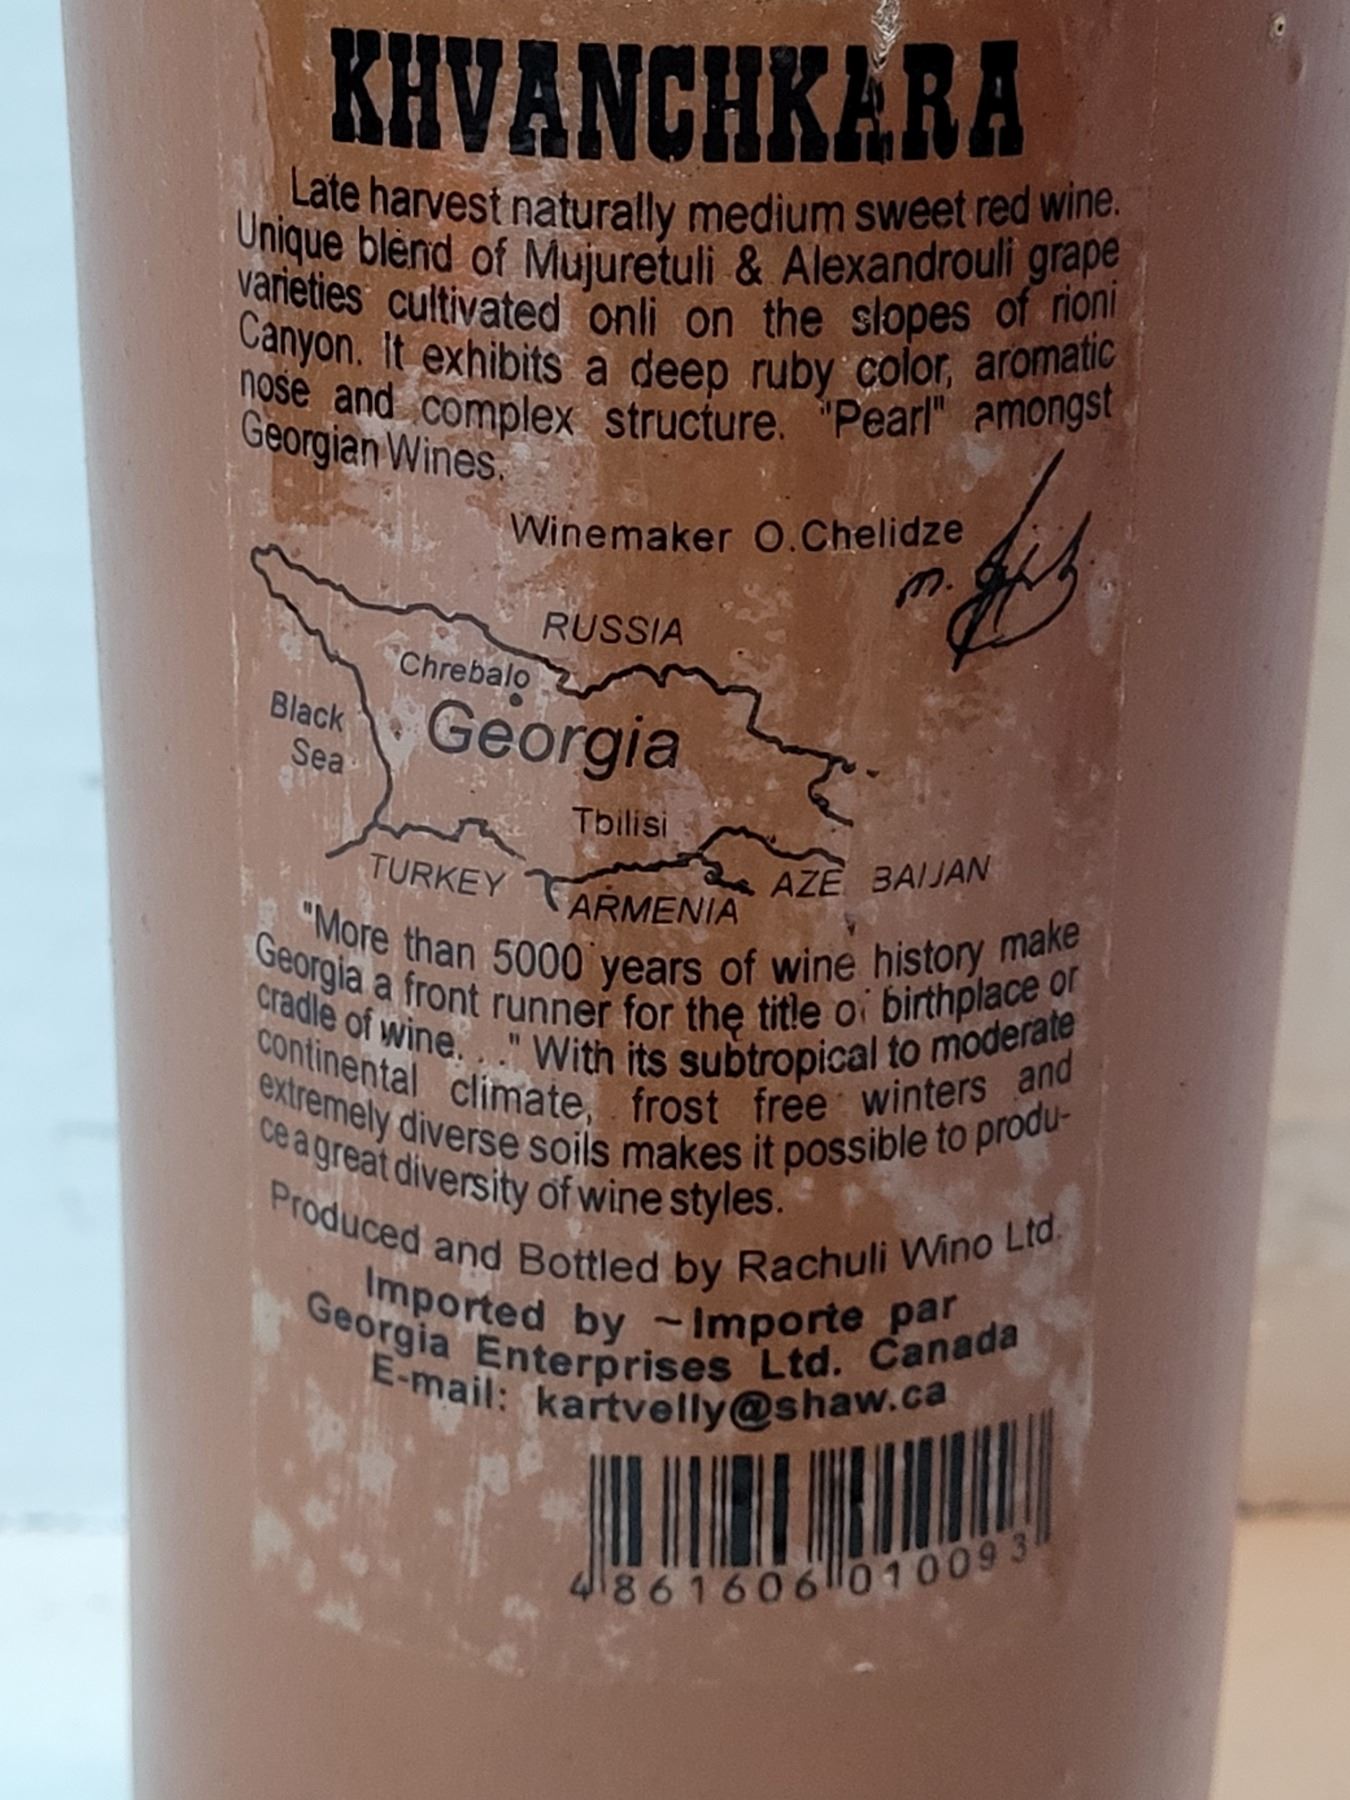 KHVANCHKARA
Late harvest naturally medium sweet red wine.
Unique blend of Mujuretuli & Alexandrouli grape
varieties cultivated onli on the slopes of rioni
Canyon. It exhibits a deep ruby color, aromatic
nose and complex structure. "Pearl" amongst
Georgian Wines.
Winemaker O.Chelidze
RUSSIA
Chrebalo
Black
Sea
Georgia
Tbilisi
TURKEY
ARMENIA
AZE BAIJAN
"More than 5000 years of wine history make
Georgia a front runner for the title of birthplace or
cradle of wine. . ." With its subtropical to moderate
continental climate, frost free winters and
extremely diverse soils makes it possible to produ-
ce a great diversity of wine styles.
Produced and Bottled by Rachuli Wino Ltd.
Imported by ~Importe par
Georgia Enterprises Ltd. Canada
E-mail: kartvelly@shaw.ca
4 861606 010093